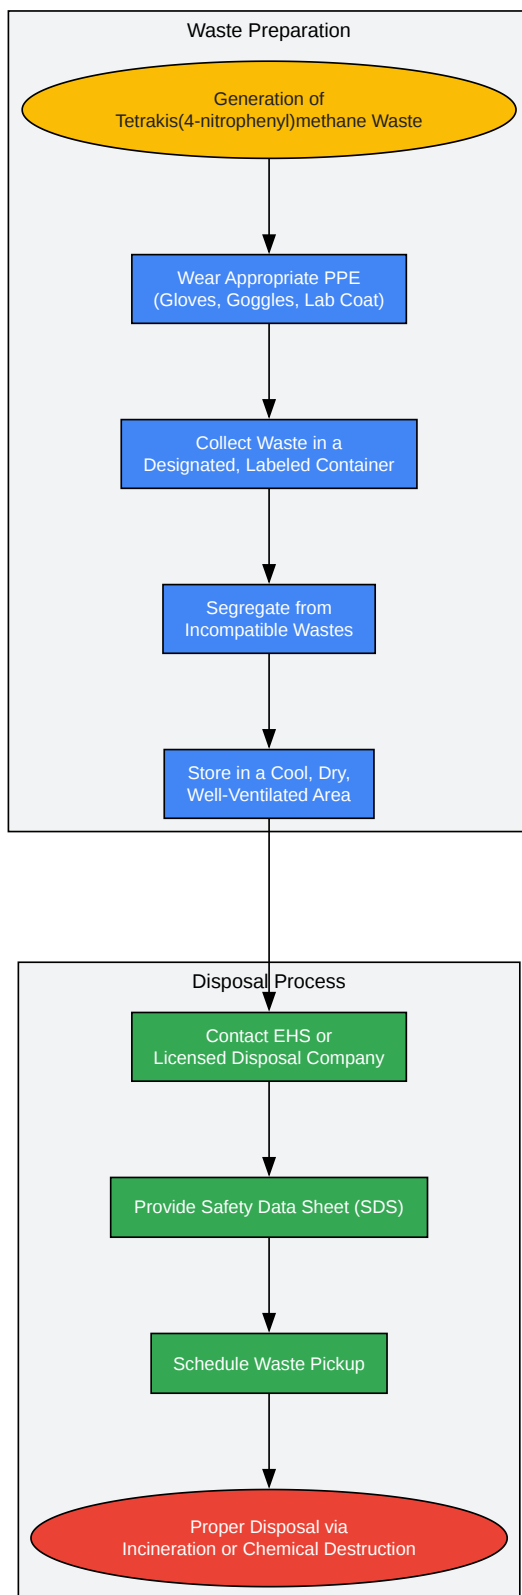 Waste Preparation
Generation of
Tetrakis(4-nitrophenyl)methane Waste
Wear Appropriate PPE
(Gloves, Goggles, Lab Coat)
Collect Waste in a
Designated, Labeled Container
Segregate from
Incompatible Wastes
Store in a Cool, Dry,
Well-Ventilated Area
Disposal Process
Contact EHS or
Licensed Disposal Company
Provide Safety Data Sheet (SDS)
Schedule Waste Pickup
Proper Disposal via
Incineration or Chemical Destruction